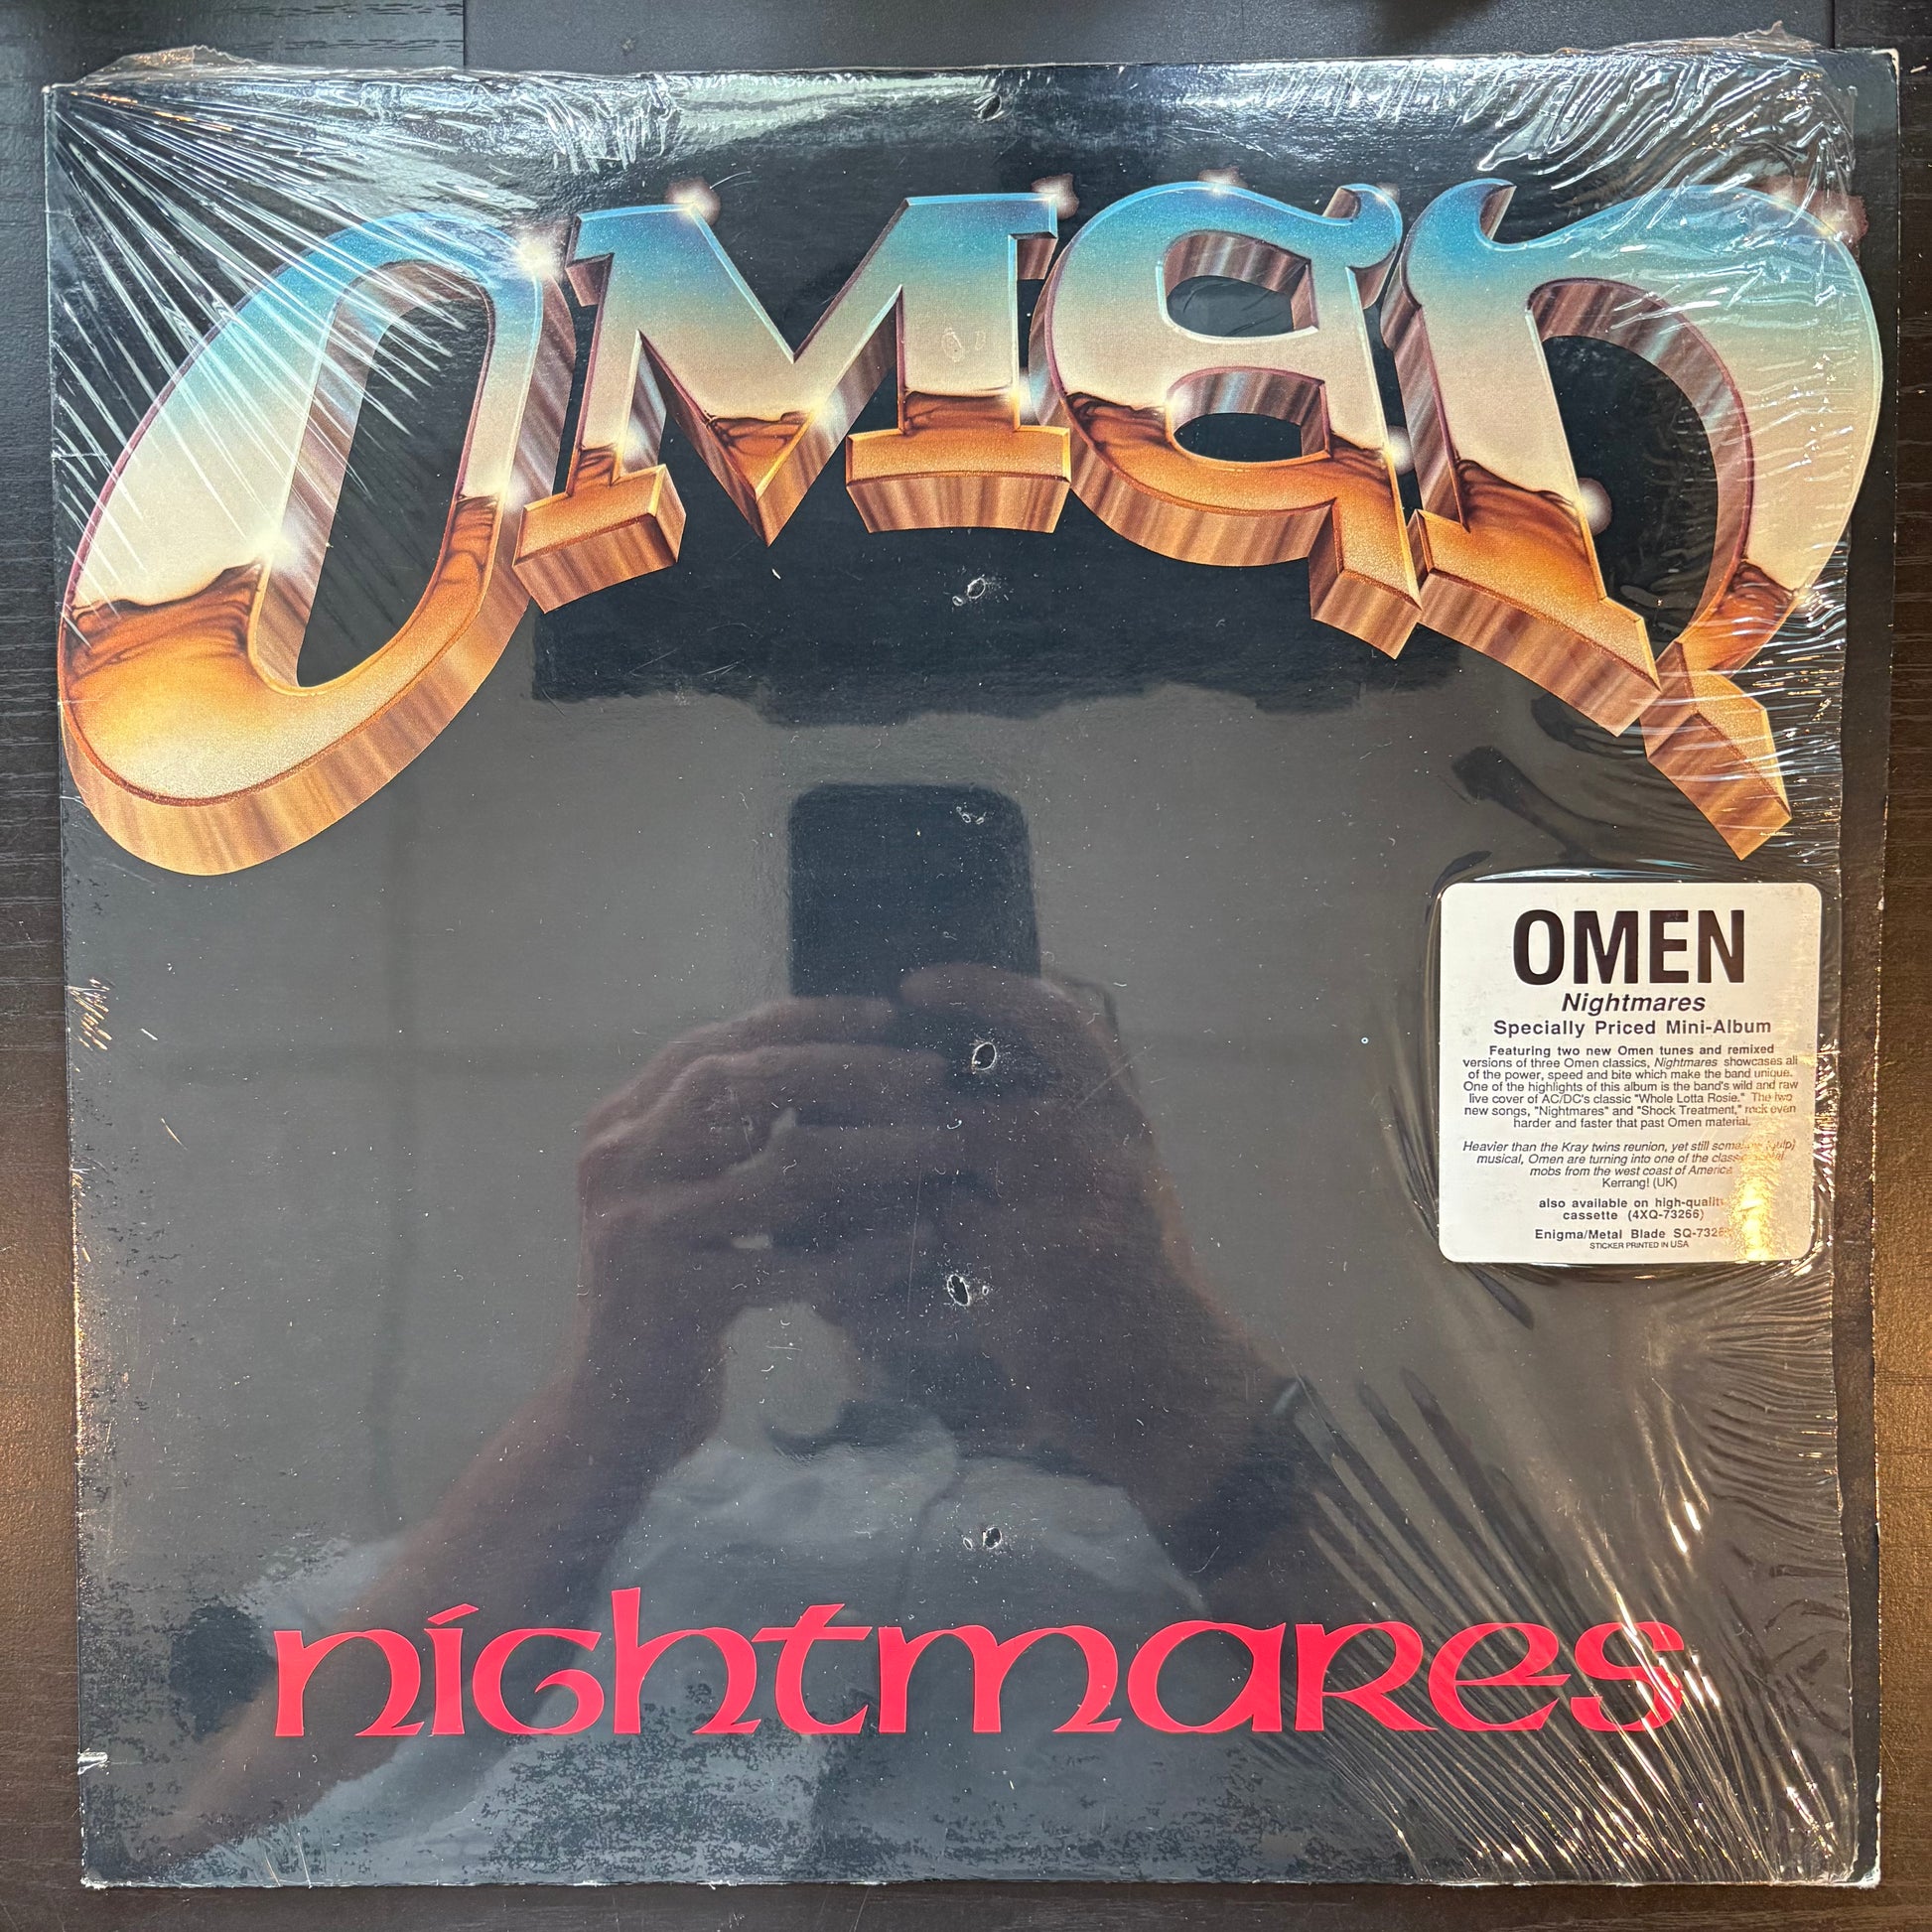 OMEN
OMEN
Nightmares
Specially Priced Mini-Album
Featuring two new Omen tunes and remixed
versions of three Omen classics, Nightmares showcases all
of the power, speed and bite which make the band unique.
One of the highlights of this album is the band's wild and raw
live cover of AC/DC's classic "Whole Lotta Rosie." The two
new songs, "Nightmares" and "Shock Treatment," rock even
harder and faster that past Omen material.
Heavier than the Kray twins reunion, yet still
musical, Omen are turning into one of the
mobs from the west coast of America
Kerrang! (UK)
also available on high-quality
cassette (4XQ-73266)
Enigma/Metal Blade
STICKER PRINTED IN USA
nightmares